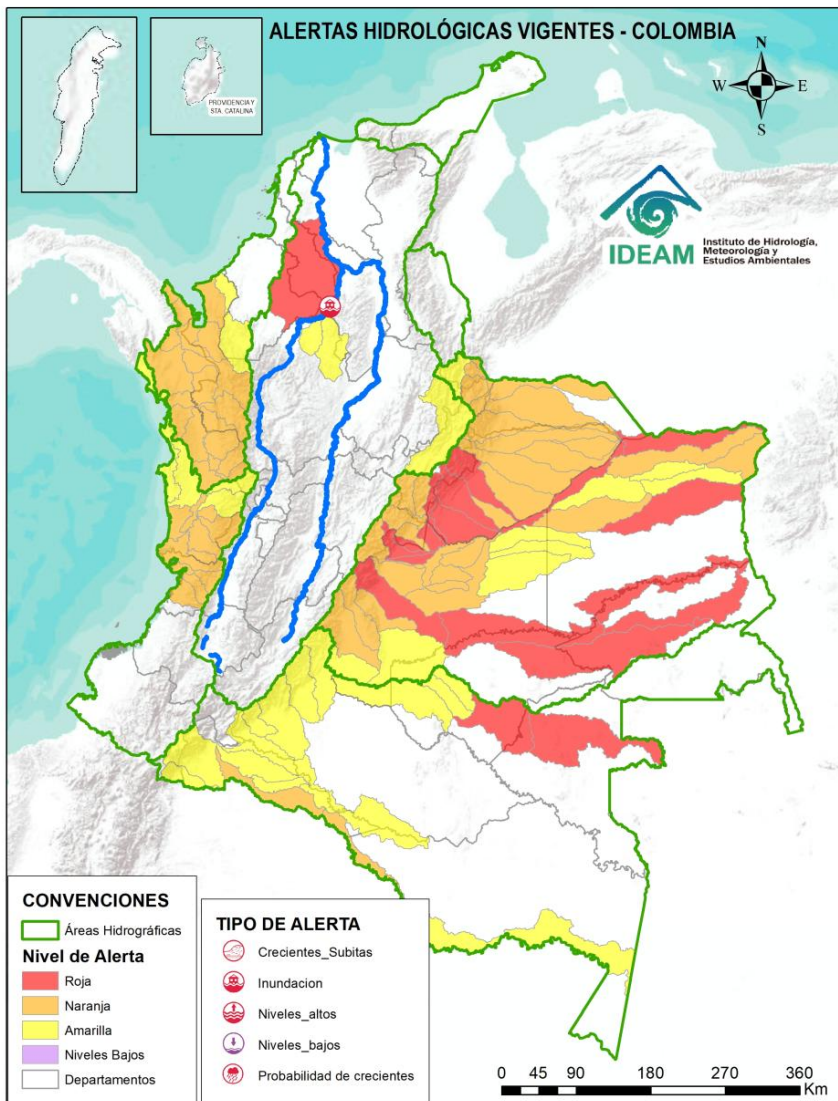 ALERTAS HIDROLÓGICAS VIGENTES - COLOMBIA
PROVIDENCIA Y
STA. CATALINA
N
W
E
S
IDEAM
Instituto de Hidrología,
Meteorología y
Estudios Ambientales
CONVENCIONES
Áreas Hidrográficas
Nivel de Alerta
Roja
Naranja
Amarilla
Niveles Bajos
Departamentos
TIPO DE ALERTA
Crecientes_Subitas
Inundacion
Niveles_altos
Niveles_bajos
Probabilidad de crecientes
0 45 90 180 270 360
Km